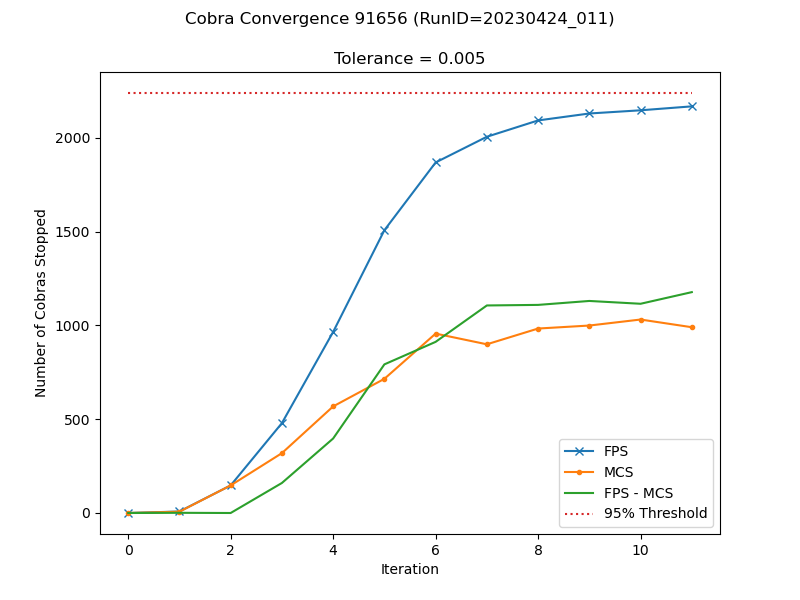 Cobra Convergence 91656 (RunID=20230424_011)
Tolerance = 0.005
Number of Cobras Stopped
2000
1500
1000
500
0
0 2 4 6 8 10
Iteration
FPS
MCS
FPS - MCS
95% Threshold